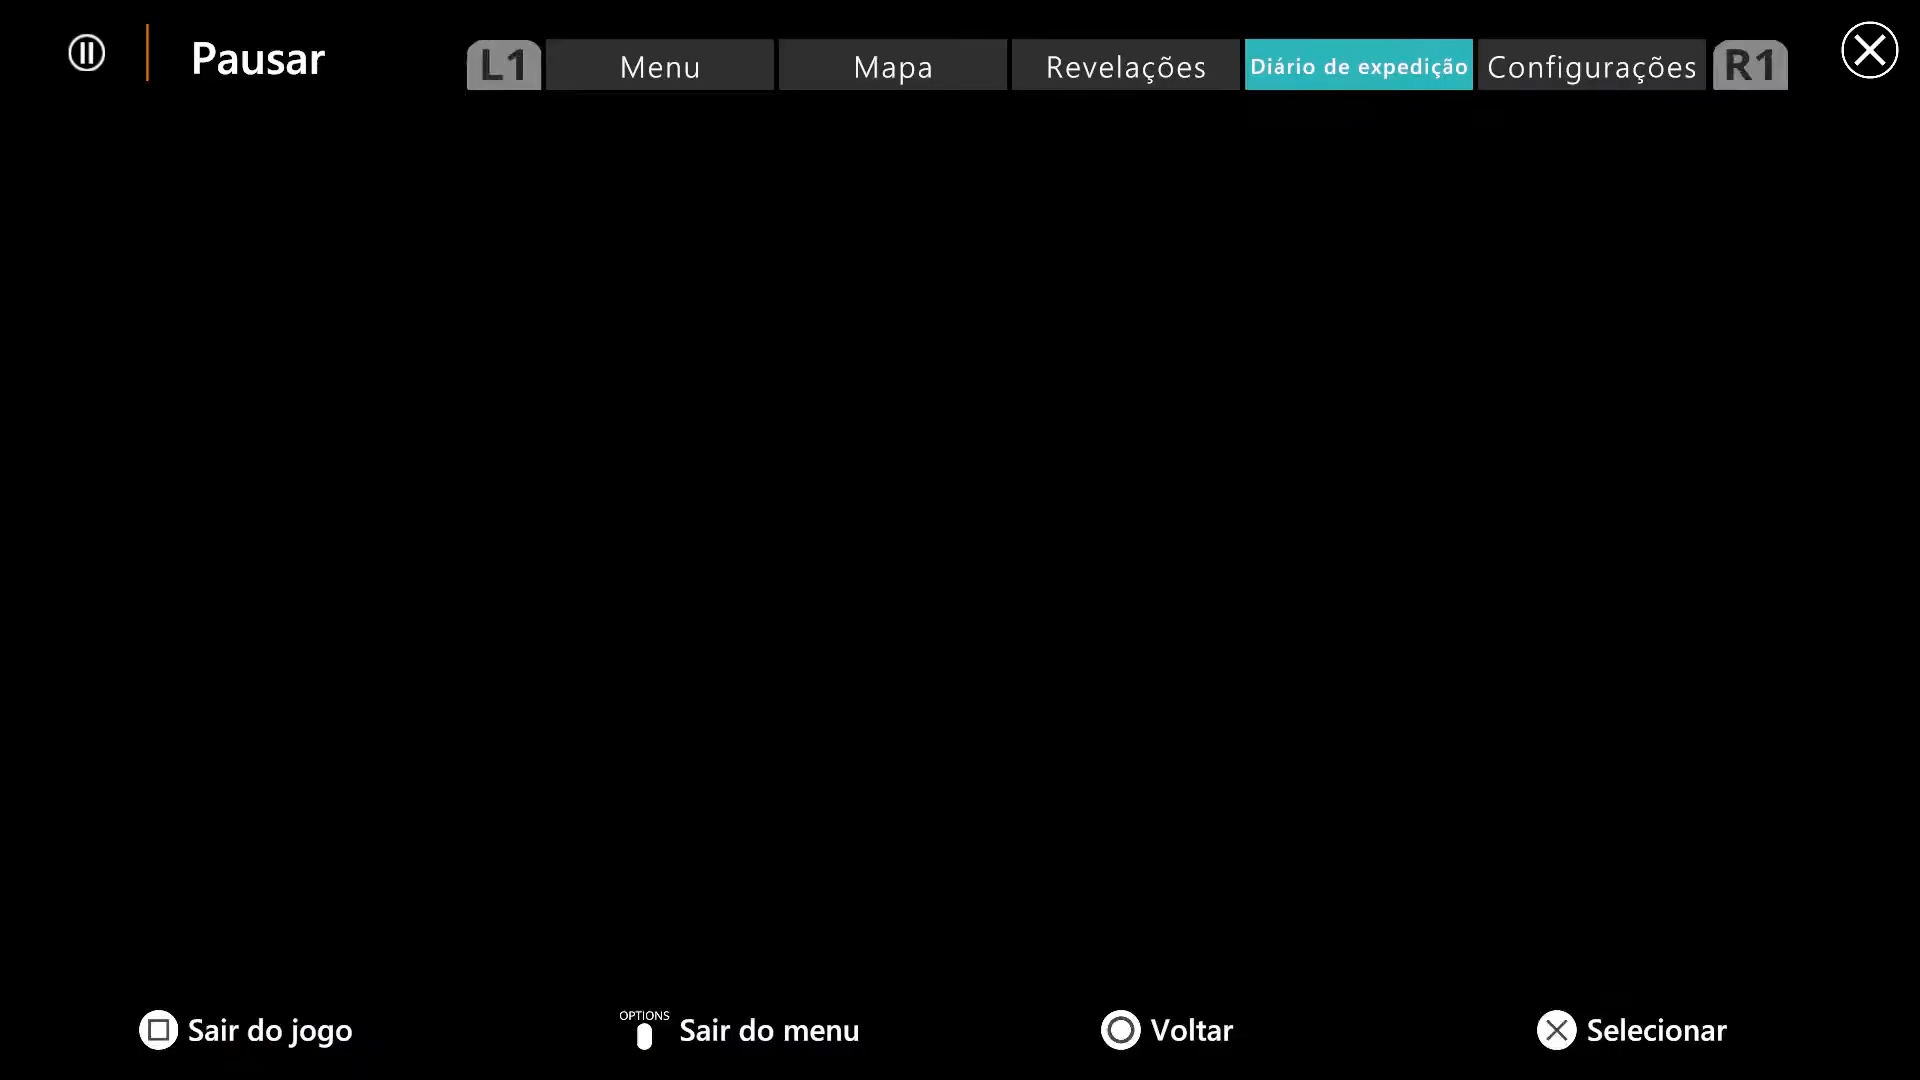 Pausar
L1 Menu Mapa Revelações Diário de expedição Configurações R1
Sair do jogo
OPTIONS
Sair do menu
Voltar
Selecionar